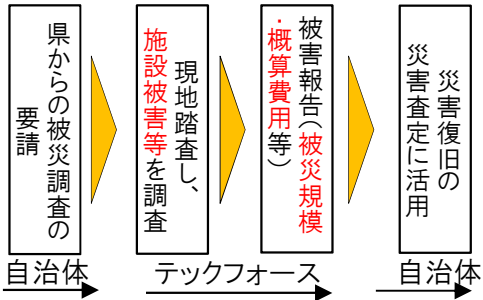 県からの被災調査の
要請
現地踏査し、
施設被害等を調査
被害報告(被災規模
・概算費用等)
災害復旧の
災害査定に活用
自治体
テックフォース
自治体